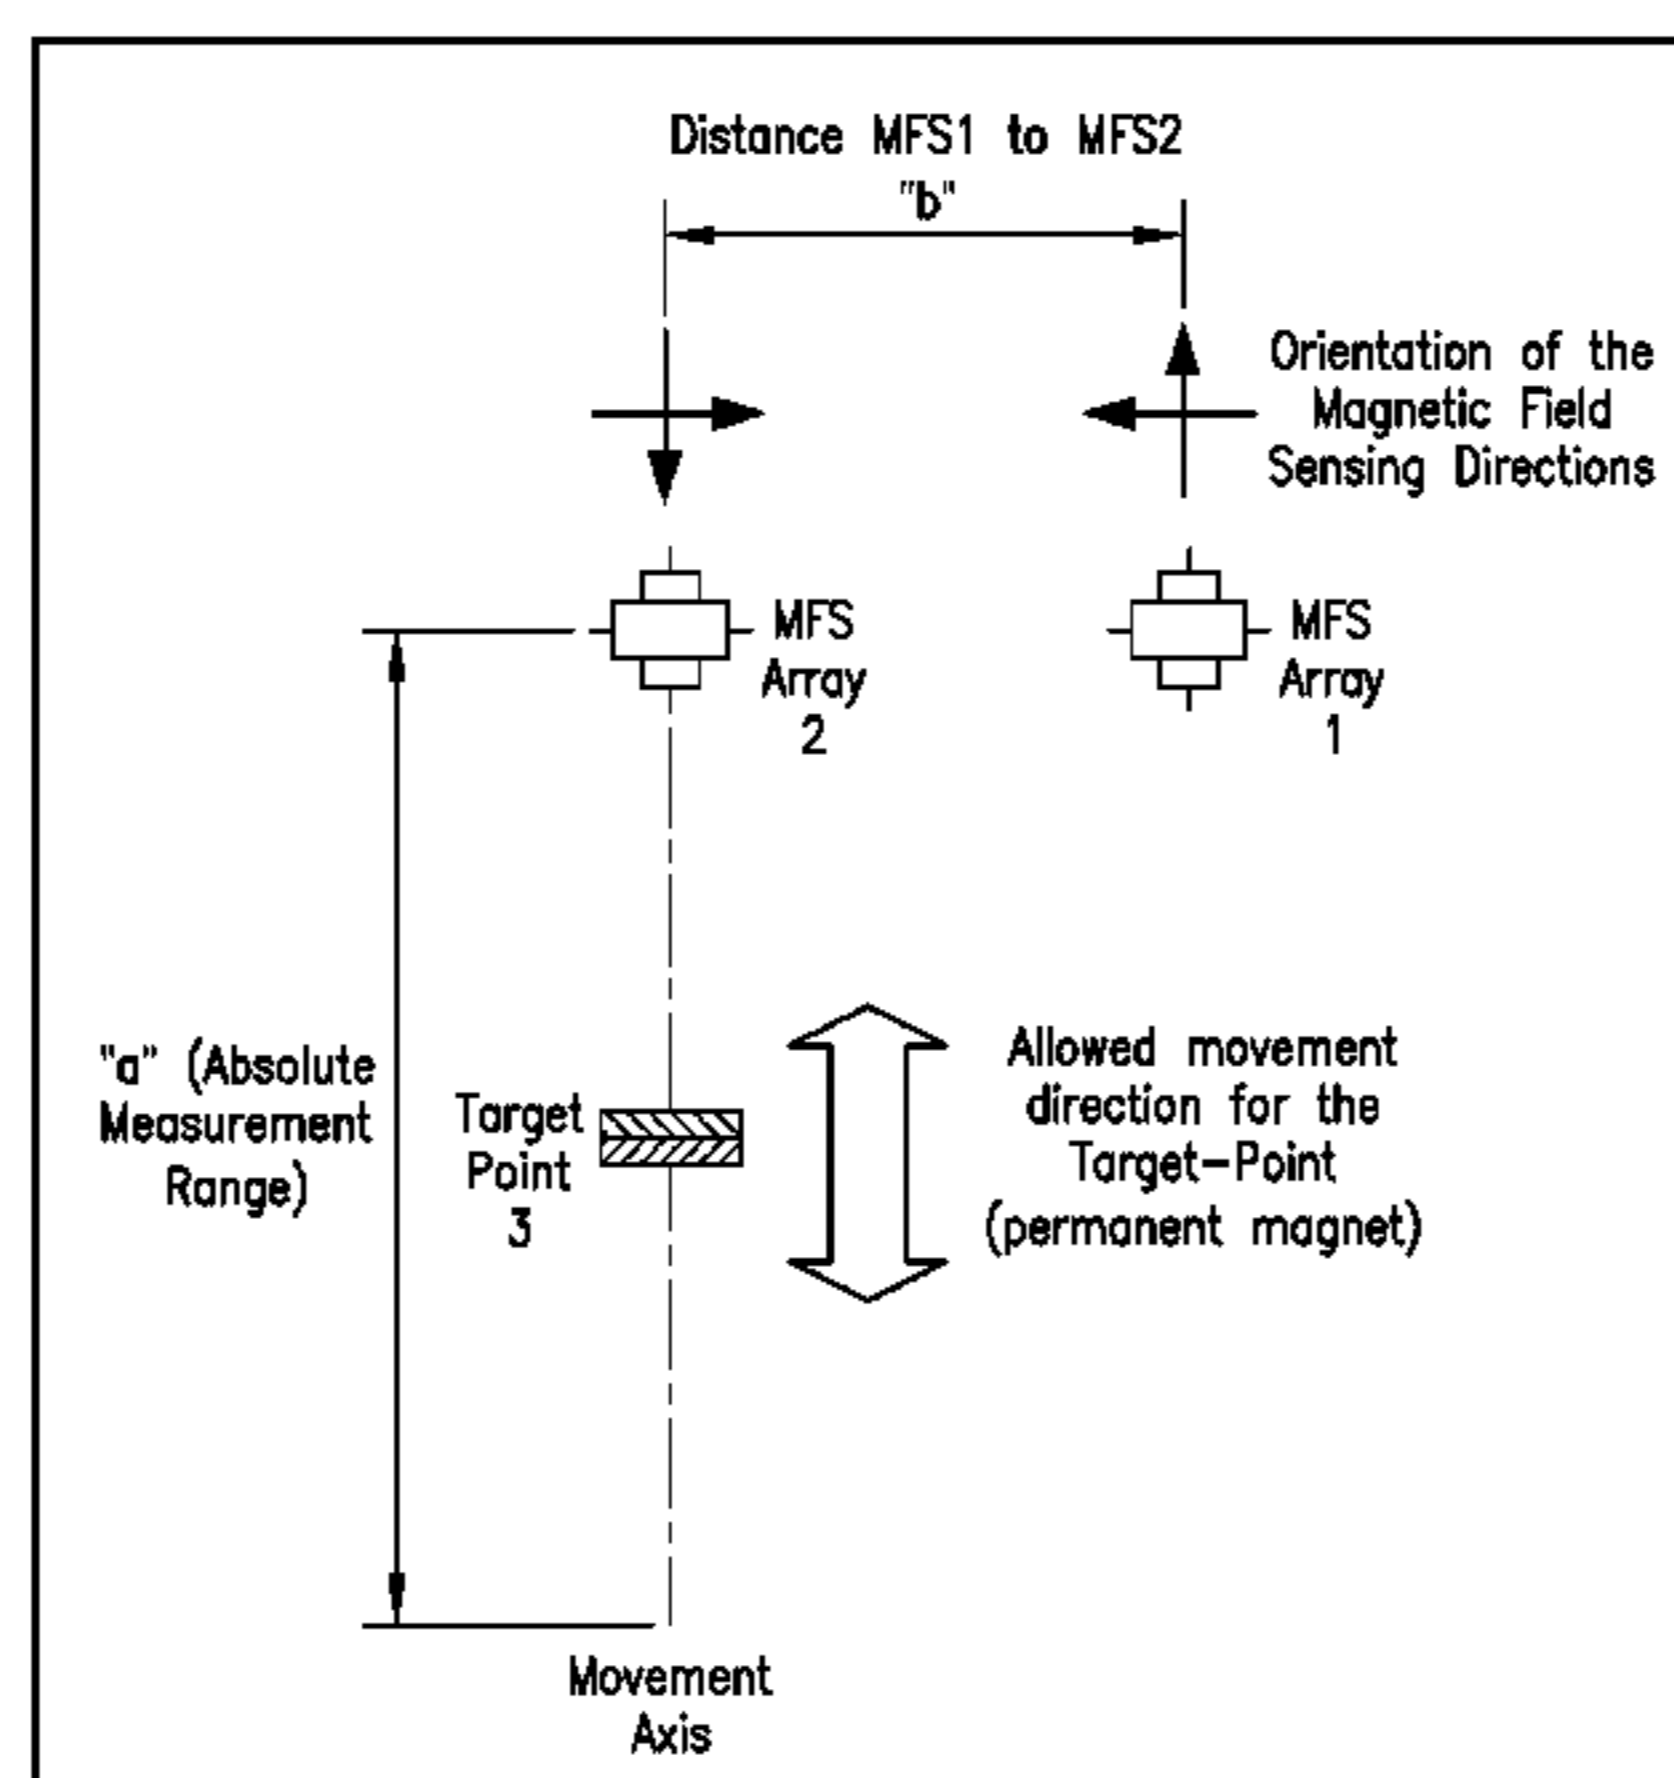 Distance MFS1 to MFS2
"b"
Orientation of the
Magnetic Field
Sensing Directions
MFS
Array
2
MFS
Array
1
"a" (Absolute
Measurement
Range)
Target
Point
3
Allowed movement
direction for the
Target-Point
(permanent magnet)
Movement
Axis